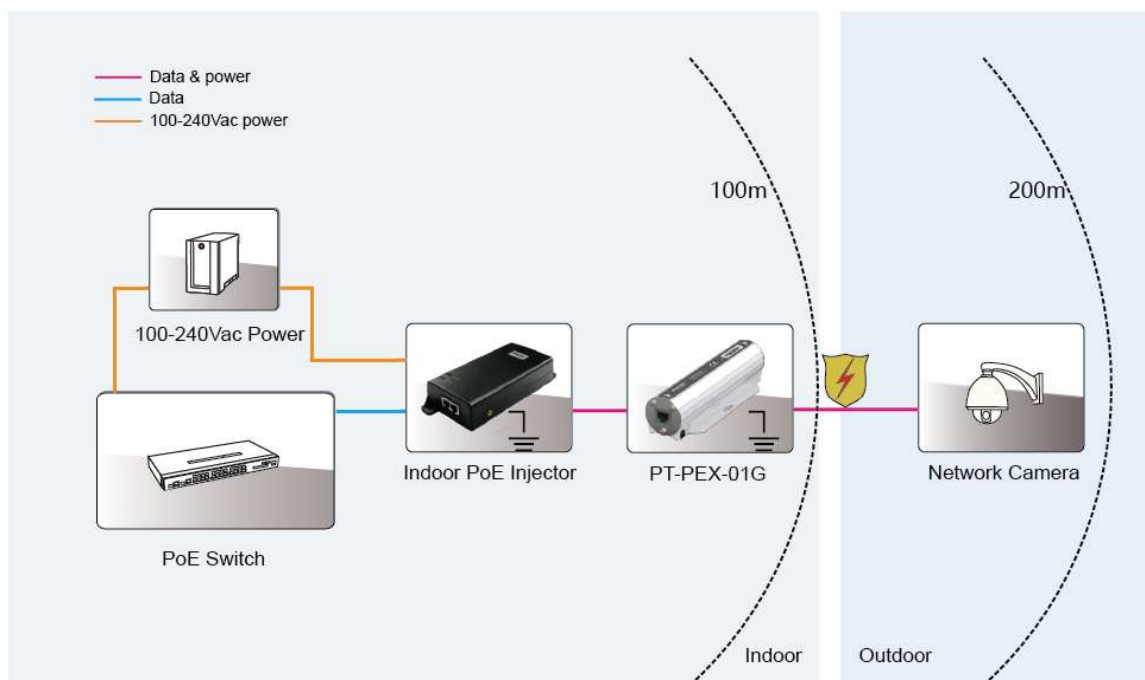 Data & power
Data
100-240Vac power
100m
200m
100-240Vac Power
Indoor PoE Injector
PT-PEX-01G
Network Camera
PoE Switch
Indoor
Outdoor